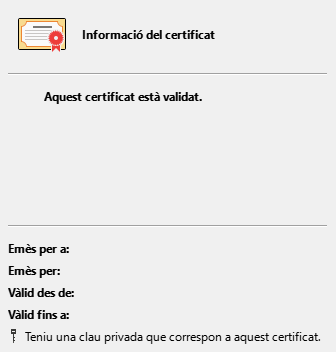 Informació del certificat
Aquest certificat està validat.
Emès per a:
Emès per:
Vàlid des de:
Vàlid fins a:
Teniu una clau privada que correspon a aquest certificat.